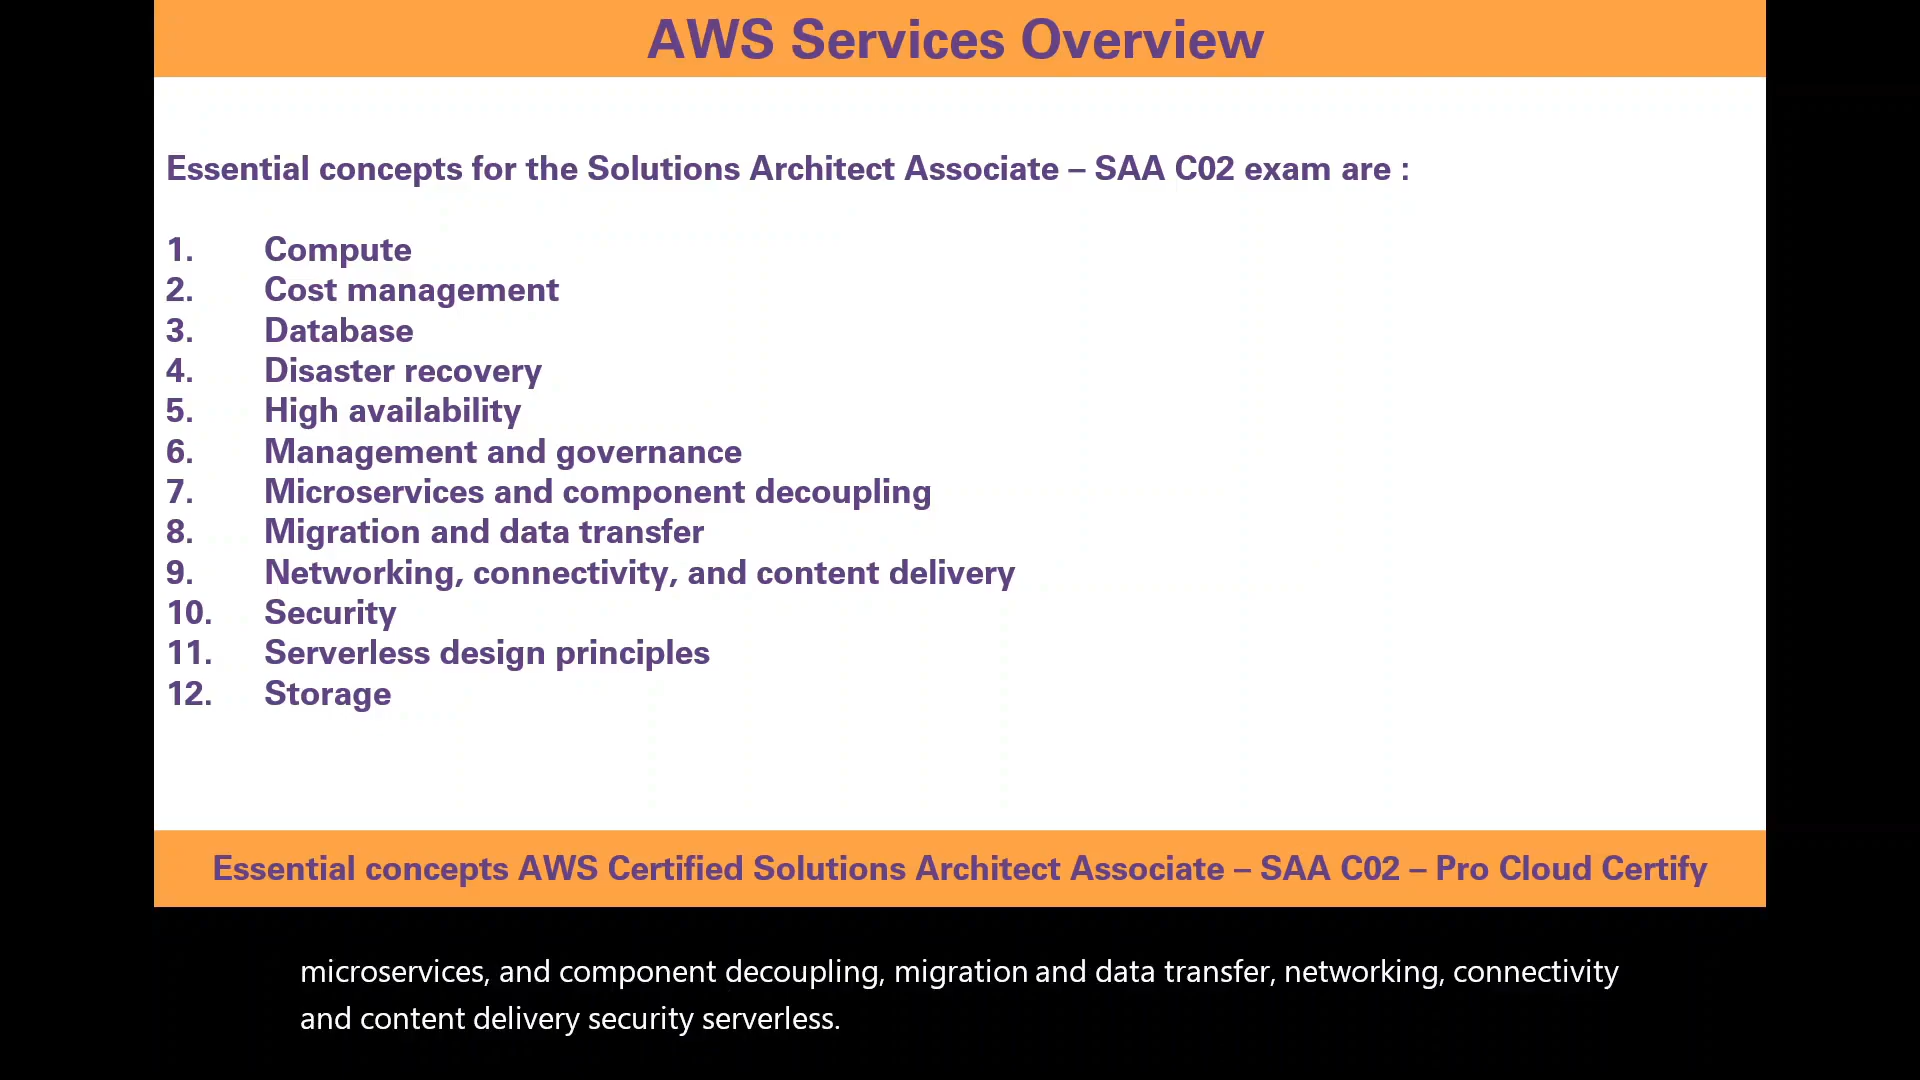 AWS Services Overview
Essential concepts for the Solutions Architect Associate – SAA C02 exam are :
1. Compute
2. Cost management
3. Database
4. Disaster recovery
5. High availability
6. Management and governance
7. Microservices and component decoupling
8. Migration and data transfer
9. Networking, connectivity, and content delivery
10. Security
11. Serverless design principles
12. Storage
Essential concepts AWS Certified Solutions Architect Associate – SAA C02 – Pro Cloud Certify
microservices, and component decoupling, migration and data transfer, networking, connectivity
and content delivery security serverless.